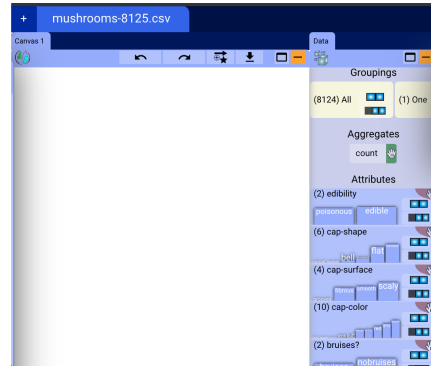 + mushrooms-8125.csv
Canvas 1
Data
Groupings
(8124) All
(1) One
Aggregates
count
Attributes
(2) edibility
poisonous edible
(6) cap-shape
bell flat
(4) cap-surface
fibrous smooth scaly
(10) cap-color
(2) bruises?
nobruises